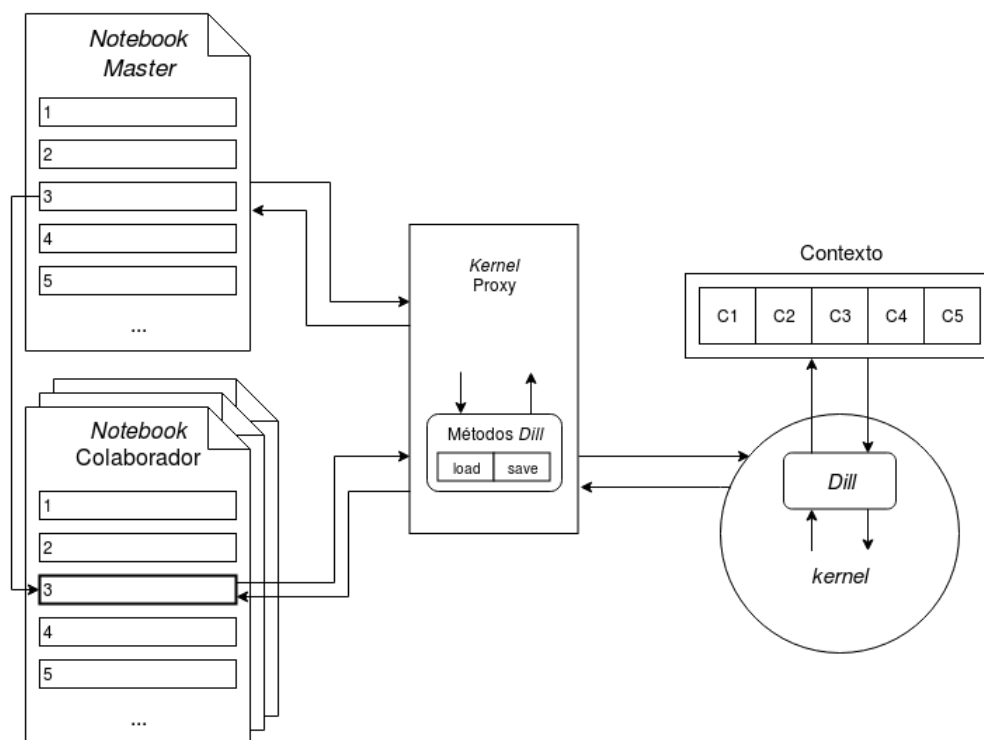 Notebook
Master
1
2
3
4
5
...
Notebook
Colaborador
1
2
3
4
5
...
Kernel
Proxy
Métodos Dill
load save
Contexto
C1 C2 C3 C4 C5
Dill
kernel